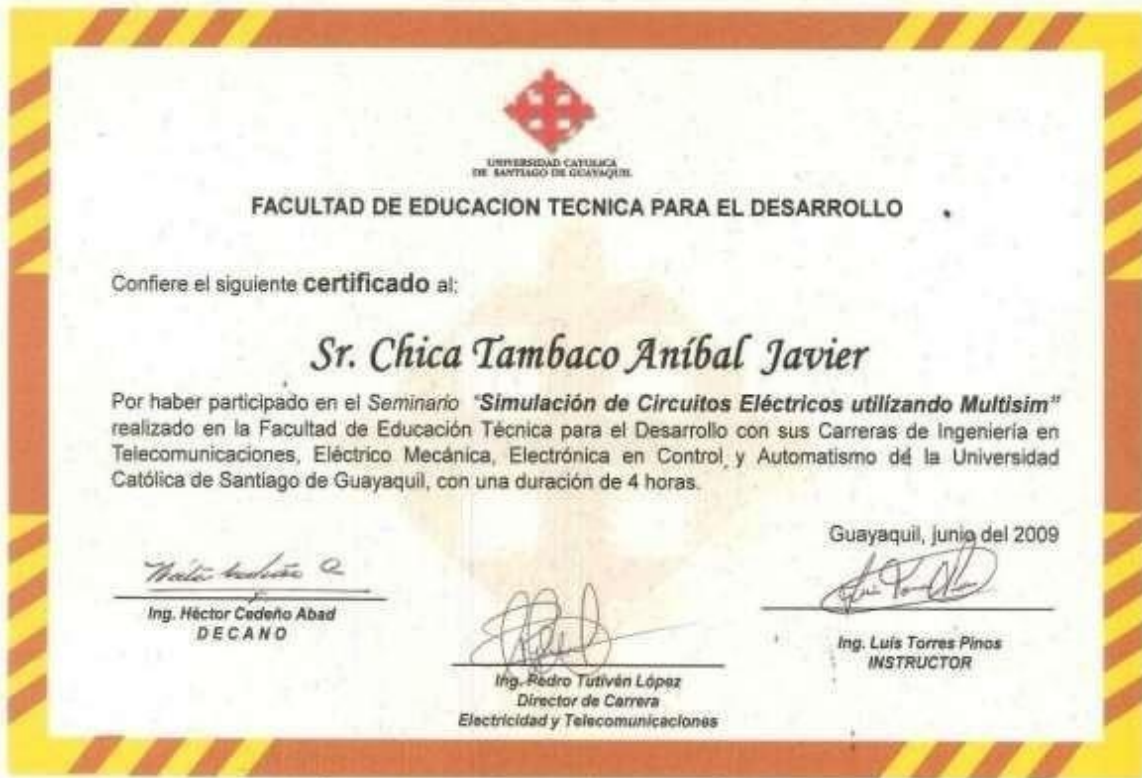 UNIVERSIDAD CATOLICA
DE SANTIAGO DE GUAYAQUIL
FACULTAD DE EDUCACION TECNICA PARA EL DESARROLLO
Confiere el siguiente certificado al:
Sr. Chica Tambaco Aníbal Javier
Por haber participado en el Seminario "Simulación de Circuitos Eléctricos utilizando Multisim"
realizado en la Facultad de Educación Técnica para el Desarrollo con sus Carreras de Ingeniería en
Telecomunicaciones, Eléctrico Mecánica, Electrónica en Control y Automatismo de la Universidad
Católica de Santiago de Guayaquil, con una duración de 4 horas.
Guayaquil, junio del 2009
Ing. Héctor Cedeño Abad
DECANO
Ing. Pedro Tutivén López
Director de Carrera
Electricidad y Telecomunicaciones
Ing. Luis Torres Pinos
INSTRUCTOR